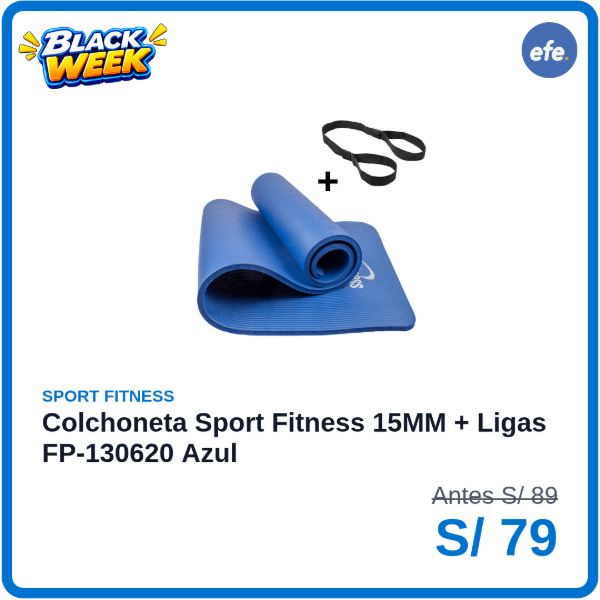 BLACK
WEEK
efe.
SPORT FITNESS
Colchoneta Sport Fitness 15MM + Ligas
FP-130620 Azul
Antes S/ 89
S/ 79